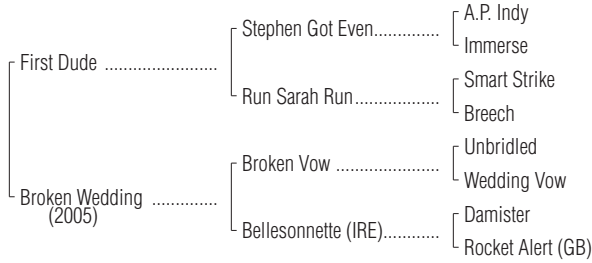 A.P. Indy
Stephen Got Even..............
Immerse
First Dude ........................
Smart Strike
Run Sarah Run..................
Breech
Unbridled
Broken Vow ......................
Wedding Vow
Broken Wedding ..............
(2005)
Damister
Bellesonnette (IRE)............
Rocket Alert (GB)